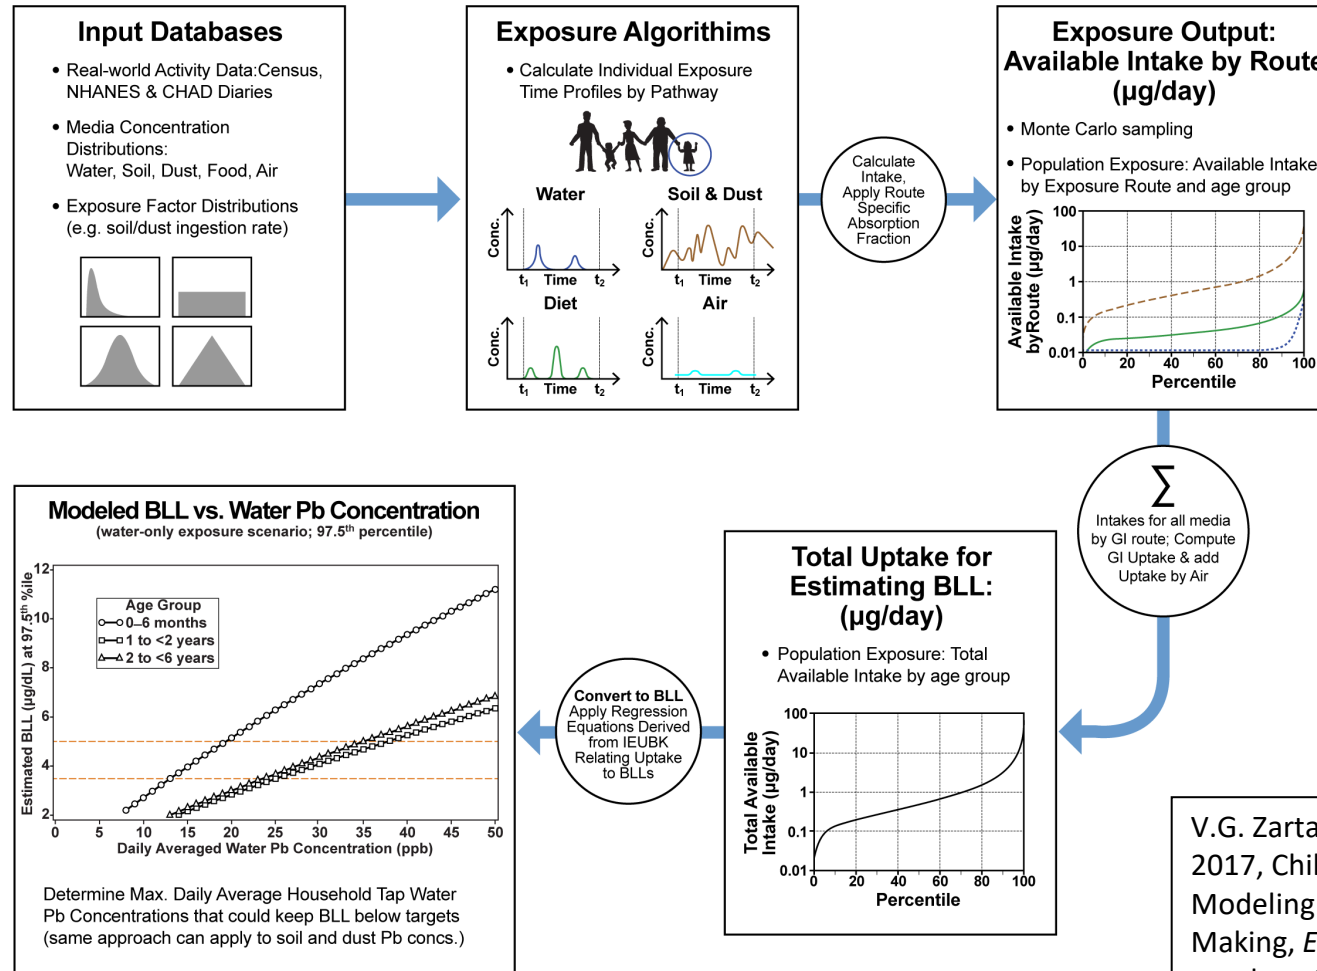 Input Databases
• Real-world Activity Data:Census,
NHANES & CHAD Diaries
• Media Concentration
Distributions:
Water, Soil, Dust, Food, Air
• Exposure Factor Distributions
(e.g. soil/dust ingestion rate)
Exposure Algorithims
• Calculate Individual Exposure
Time Profiles by Pathway
Water
Conc.
t1 Time t2
Soil & Dust
Conc.
t1 Time t2
Diet
Conc.
t1 Time t2
Air
Conc.
t1 Time t2
Calculate
Intake,
Apply Route
Specific
Absorption
Fraction
Exposure Output:
Available Intake by Route
(µg/day)
• Monte Carlo sampling
• Population Exposure: Available Intake
by Exposure Route and age group
Available Intake
byRoute (µg/day)
100
10
1
0.1
0.01
0 20 40 60 80 100
Percentile
∑
Intakes for all media
by GI route; Compute
GI Uptake & add
Uptake by Air
Total Uptake for
Estimating BLL:
(µg/day)
• Population Exposure: Total
Available Intake by age group
Total Available
Intake (µg/day)
100
10
1
0.1
0.01
0 20 40 60 80 100
Percentile
Convert to BLL
Apply Regression
Equations Derived
from IEUBK
Relating Uptake
to BLLs
Modeled BLL vs. Water Pb Concentration
(water-only exposure scenario; 97.5th percentile)
Estimated BLL (µg/dL) at 97.5th %ile
12
10
8
6
4
2
Age Group
0–6 months
1 to <2 years
2 to <6 years
0 5 10 15 20 25 30 35 40 45 50
Daily Averaged Water Pb Concentration (ppb)
Determine Max. Daily Average Household Tap Water
Pb Concentrations that could keep BLL below targets
(same approach can apply to soil and dust Pb concs.)
V.G. Zarta
2017, Chil
Modeling
Making, E